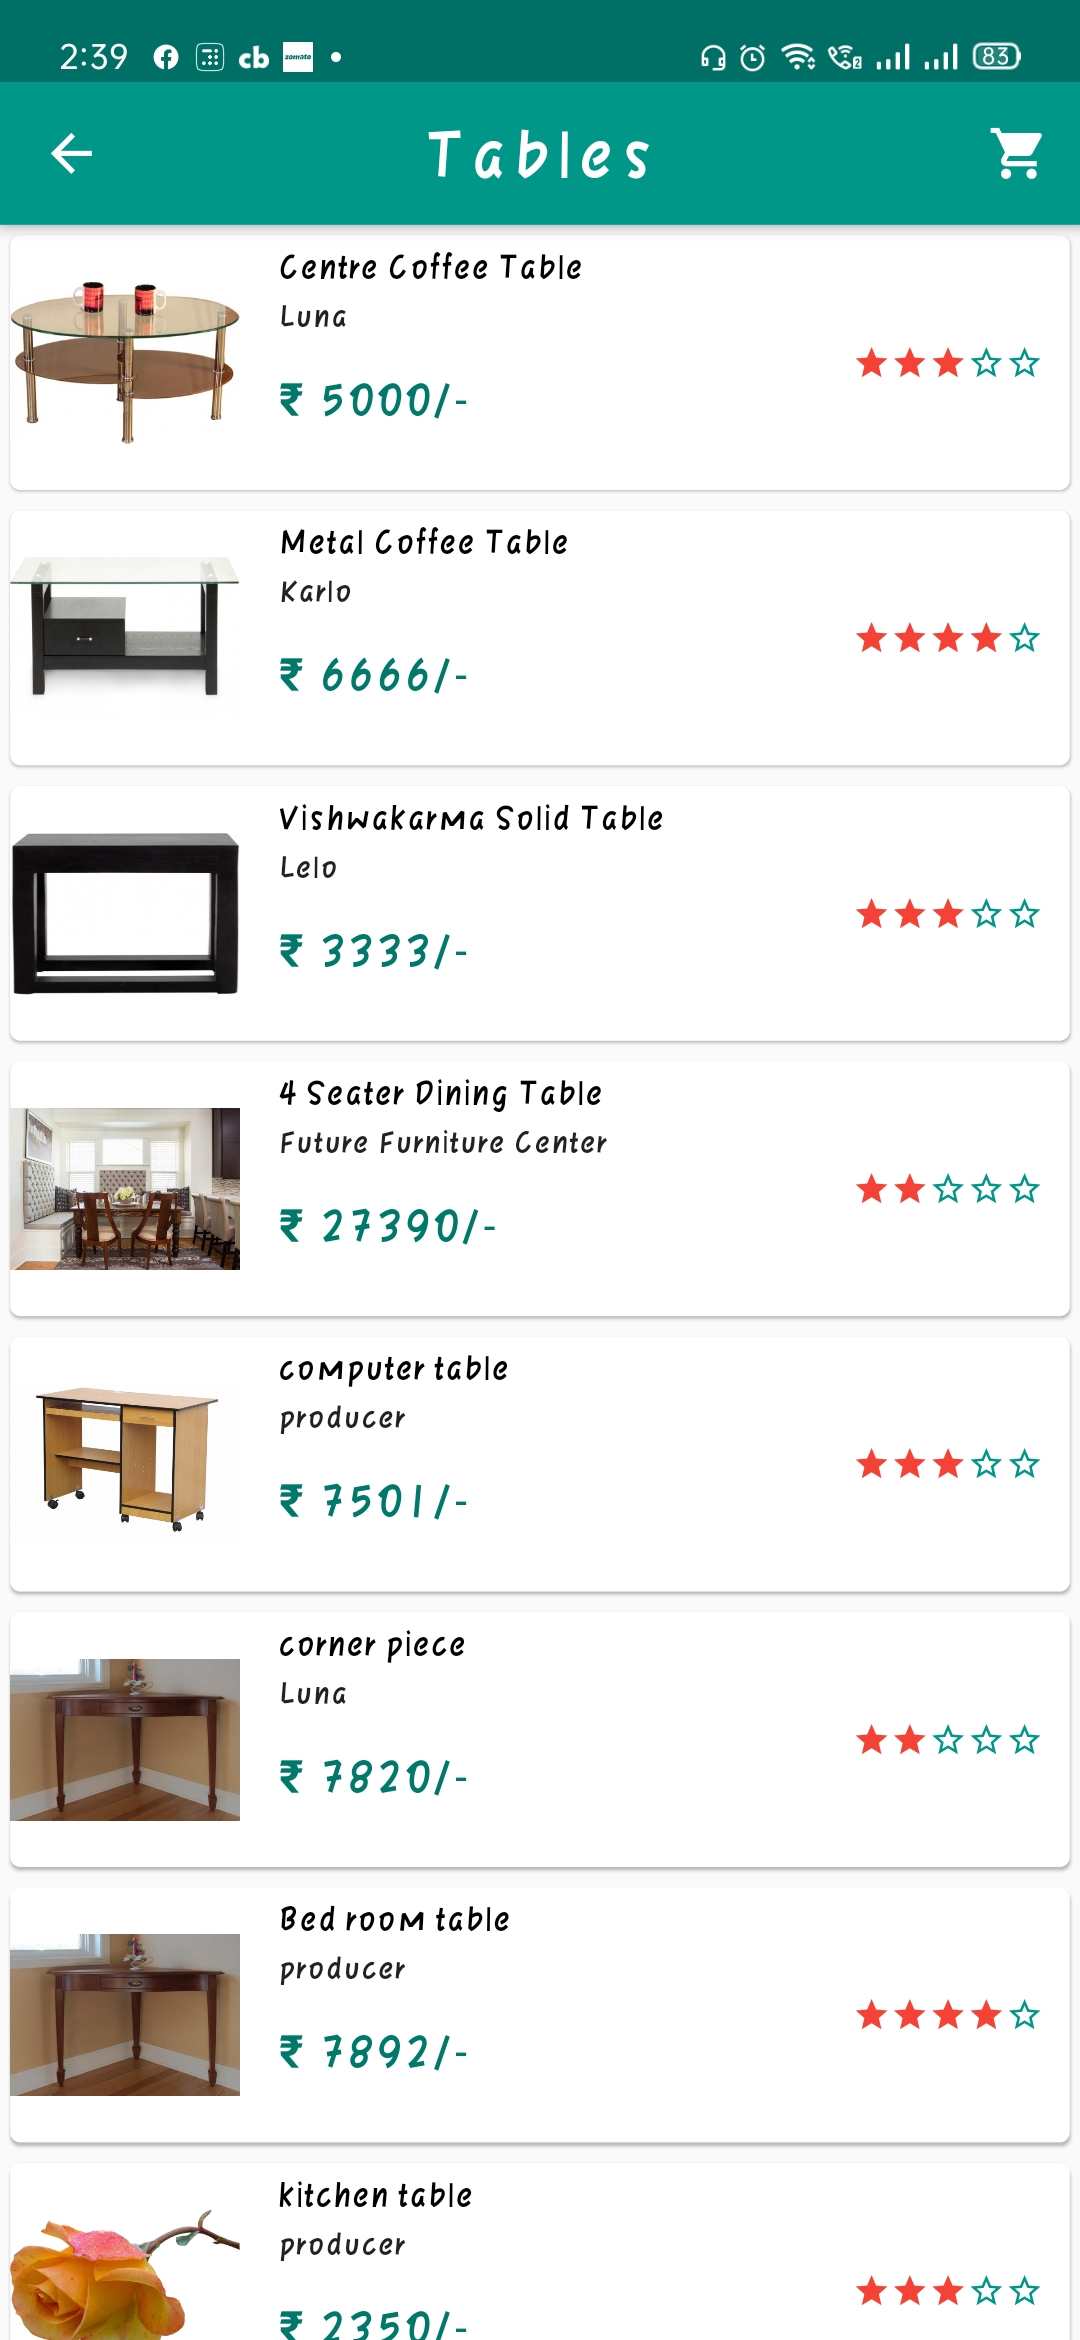 2:39 cb zomato 2 83
Tables
Centre Coffee Table
Luna
₹ 5000/-
Metal Coffee Table
Karlo
₹ 6666/-
Vishwakarma Solid Table
Lelo
₹ 3333/-
4 Seater Dining Table
Future Furniture Center
₹ 27390/-
computer table
producer
₹ 7501/-
corner piece
Luna
₹ 7820/-
Bed room table
producer
₹ 7892/-
kitchen table
producer
₹ 2350/-